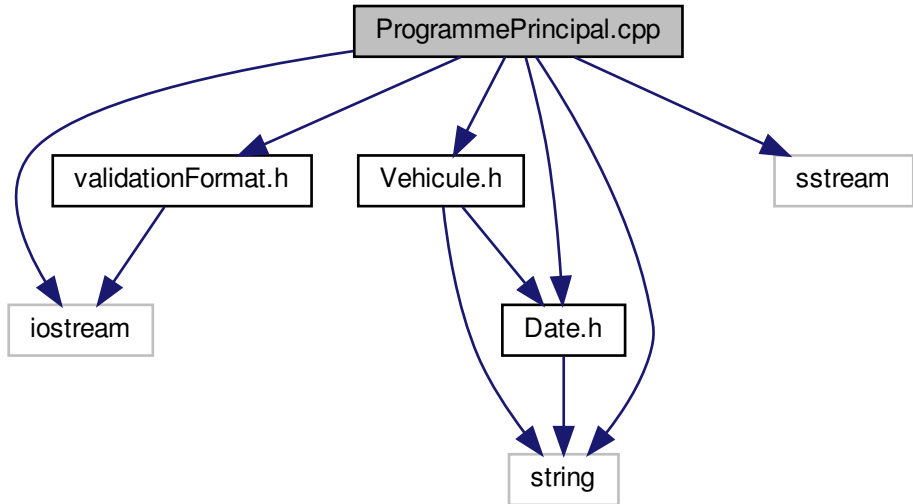 ProgrammePrincipal.cpp
validationFormat.h
Vehicule.h
sstream
iostream
Date.h
string